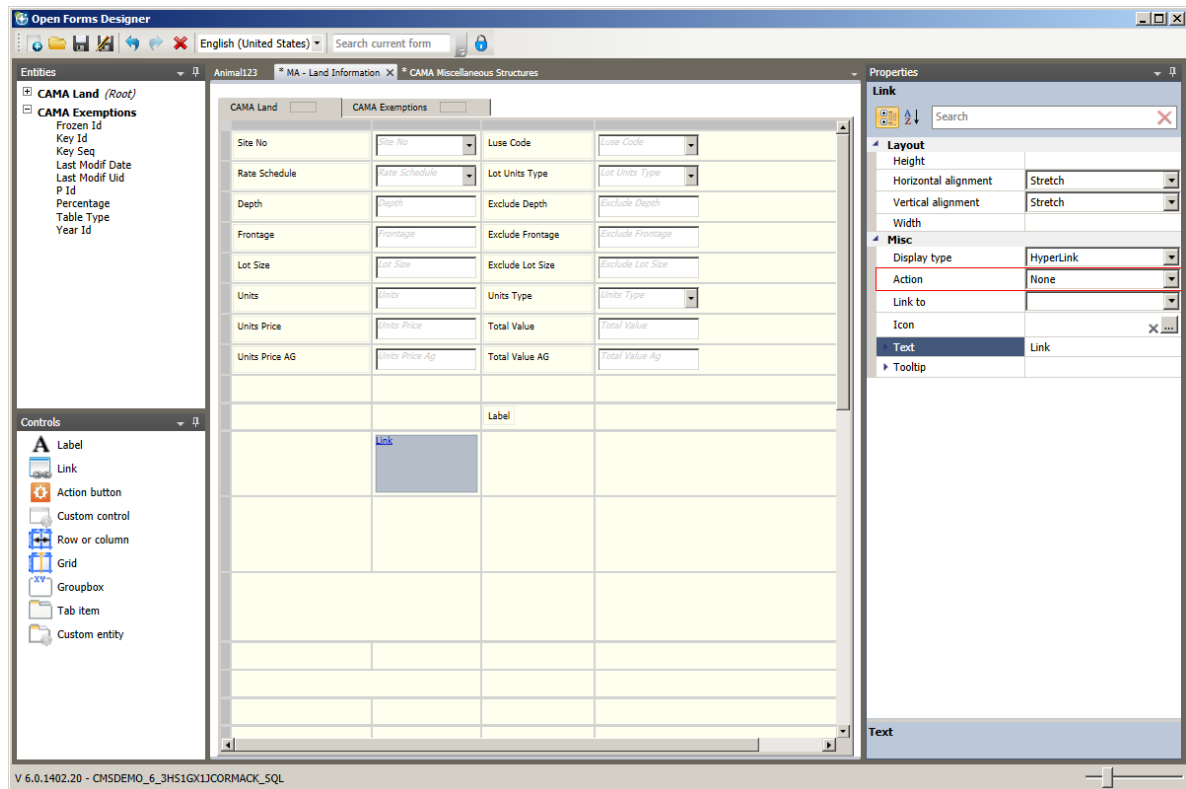 Open Forms Designer
English (United States) Search current form
Entities
CAMA Land (Root)
CAMA Exemptions
Frozen Id
Key Id
Key Seq
Last Modif Date
Last Modif Uid
P Id
Percentage
Table Type
Year Id
Controls
Label
Link
Action button
Custom control
Row or column
Grid
XY
Groupbox
Tab item
Custom entity
Animal123 * MA - Land Information * CAMA Miscellaneous Structures
CAMA Land CAMA Exemptions
Site No Site No Luse Code Luse Code
Rate Schedule Rate Schedule Lot Units Type Lot Units Type
Depth Depth Exclude Depth Exclude Depth
Frontage Frontage Exclude Frontage Exclude Frontage
Lot Size Lot Size Exclude Lot Size Exclude Lot Size
Units Units Units Type Units Type
Units Price Units Price Total Value Total Value
Units Price AG Units Price Ag Total Value AG Total Value Ag
Label
Link
Properties
Link
A Z Search
Layout
Height
Horizontal alignment Stretch
Vertical alignment Stretch
Width
Misc
Display type HyperLink
Action None
Link to
Icon ...
Text Link
Tooltip
Text
V 6.0.1402.20 - CMSDEMO_6_3HS1GX1JCORMACK_SQL